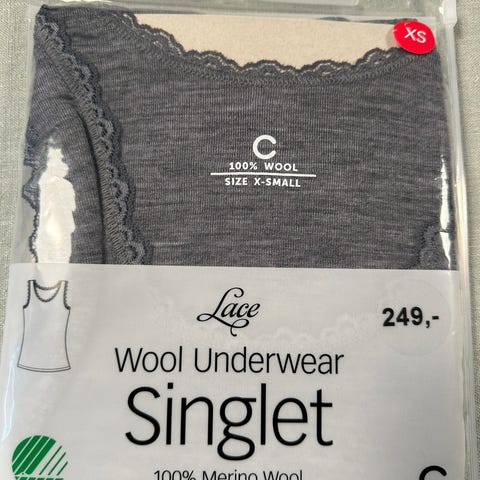 XS
C
100% WOOL
SIZE X-SMALL
Lace
249,-
Wool Underwear
Singlet
100% Merino Wool
C